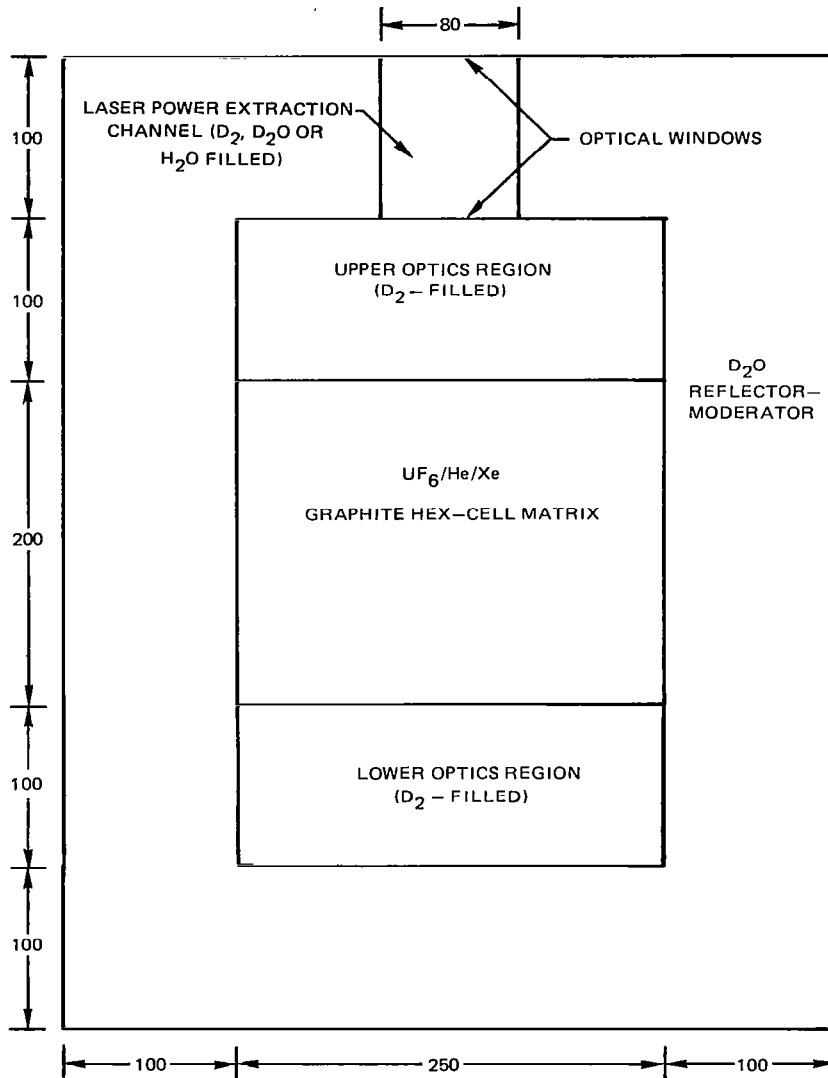 80
LASER POWER EXTRACTION
CHANNEL (D2, D2O OR
H2O FILLED)
OPTICAL WINDOWS
100
UPPER OPTICS REGION
(D2–FILLED)
100
D2O
REFLECTOR–
MODERATOR
UF6/He/Xe
GRAPHITE HEX–CELL MATRIX
200
LOWER OPTICS REGION
(D2 – FILLED)
100
100
100
250
100